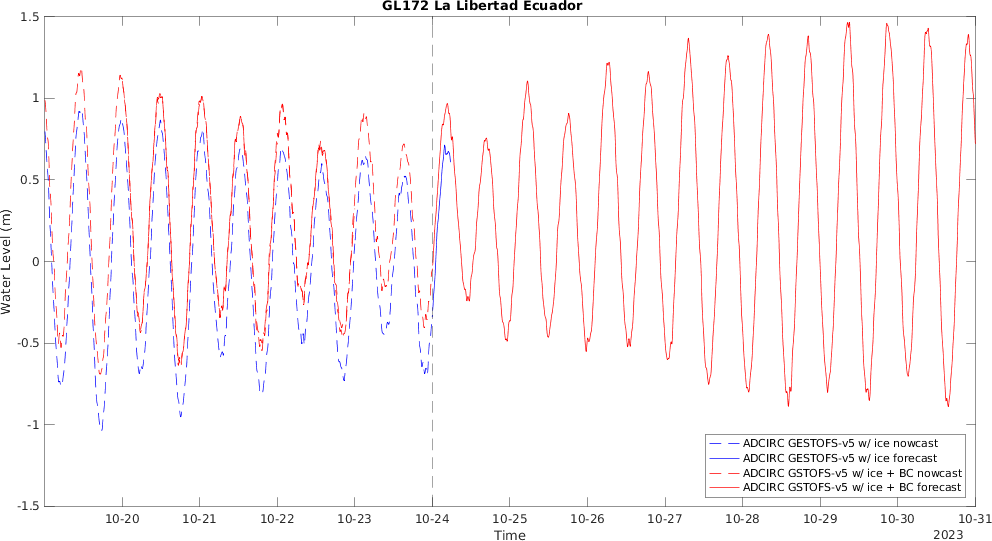 GL172 La Libertad Ecuador
1.5
1
0.5
0
-0.5
-1
-1.5
Water Level (m)
10-20 10-21 10-22 10-23 10-24 10-25 10-26 10-27 10-28 10-29 10-30 10-31
Time
2023
ADCIRC GESTOFS-v5 w/ ice nowcast
ADCIRC GESTOFS-v5 w/ ice forecast
ADCIRC GSTOFS-v5 w/ ice + BC nowcast
ADCIRC GSTOFS-v5 w/ ice + BC forecast